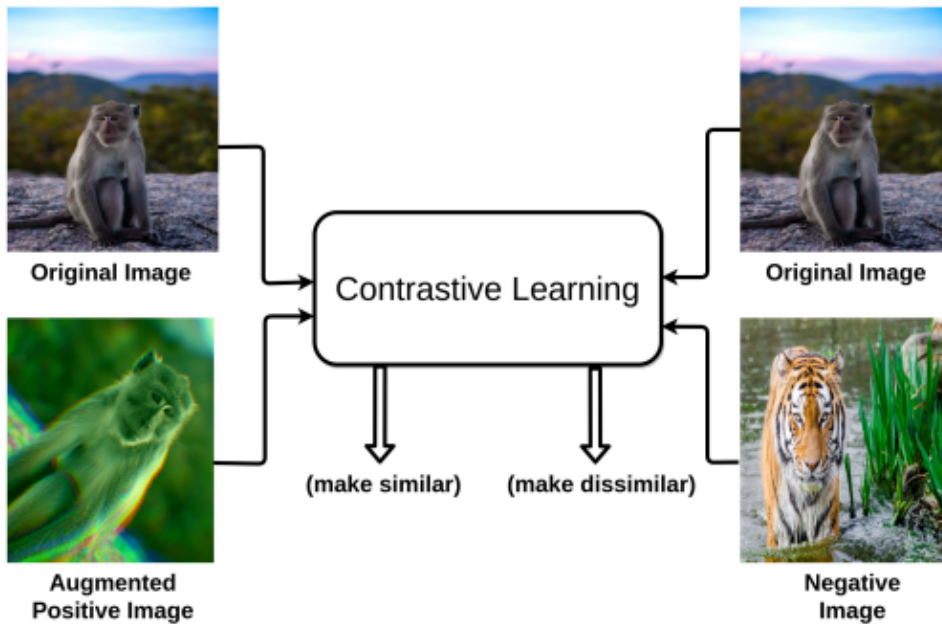 Original Image
Original Image
Contrastive Learning
(make similar)
(make dissimilar)
Augmented
Positive Image
Negative
Image